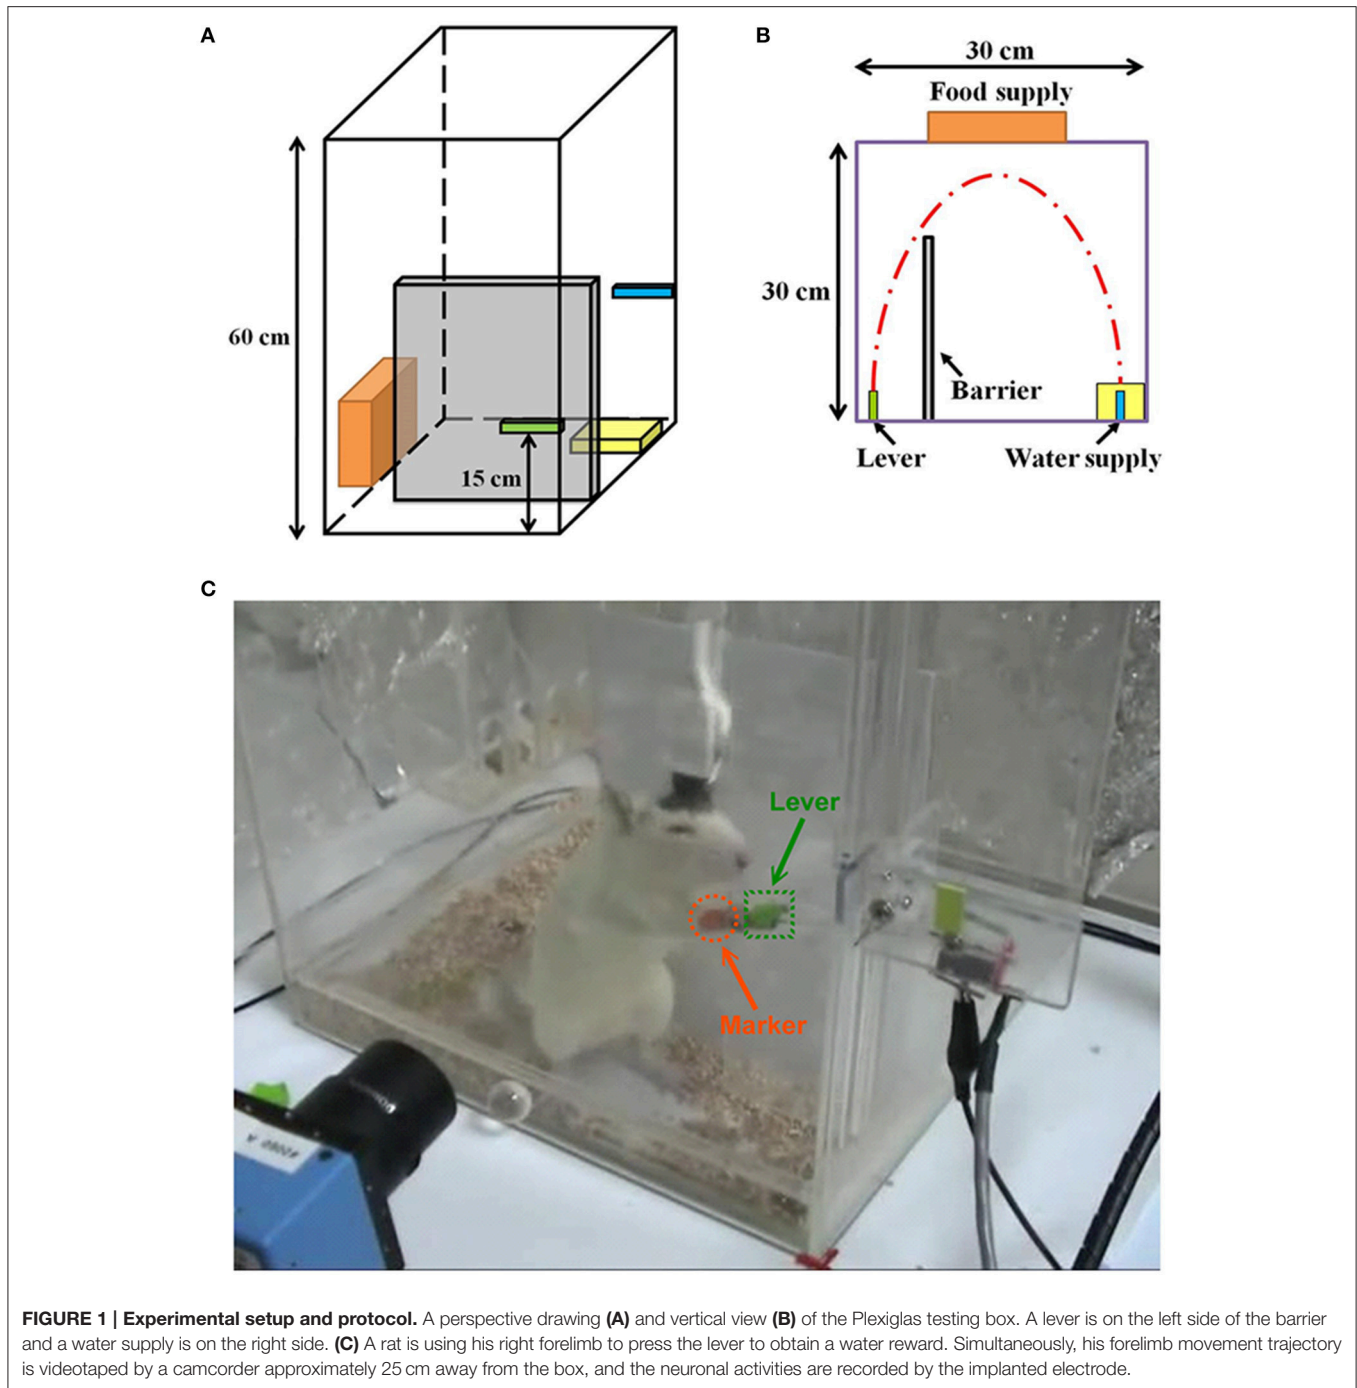 A
60 cm
15 cm
B
30 cm
Food supply
30 cm
Barrier
Lever
Water supply
C
Lever
Marker
FIGURE 1 | Experimental setup and protocol. A perspective drawing (A) and vertical view (B) of the Plexiglas testing box. A lever is on the left side of the barrier
and a water supply is on the right side. (C) A rat is using his right forelimb to press the lever to obtain a water reward. Simultaneously, his forelimb movement trajectory
is videotaped by a camcorder approximately 25 cm away from the box, and the neuronal activities are recorded by the implanted electrode.